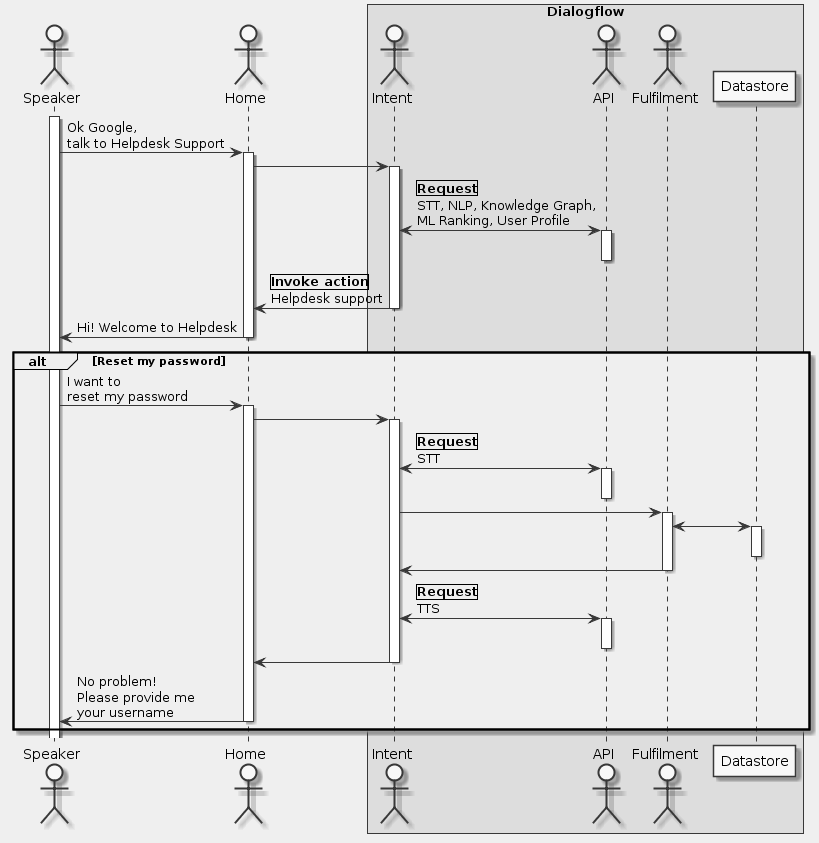 Dialogflow
Speaker
Home
Intent
API
Fulfilment
Datastore
Ok Google,
talk to Helpdesk Support
Request
STT, NLP, Knowledge Graph,
ML Ranking, User Profile
Invoke action
Helpdesk support
Hi! Welcome to Helpdesk
alt
[Reset my password]
I want to
reset my password
Request
STT
Request
TTS
No problem!
Please provide me
your username
Speaker
Home
Intent
API
Fulfilment
Datastore